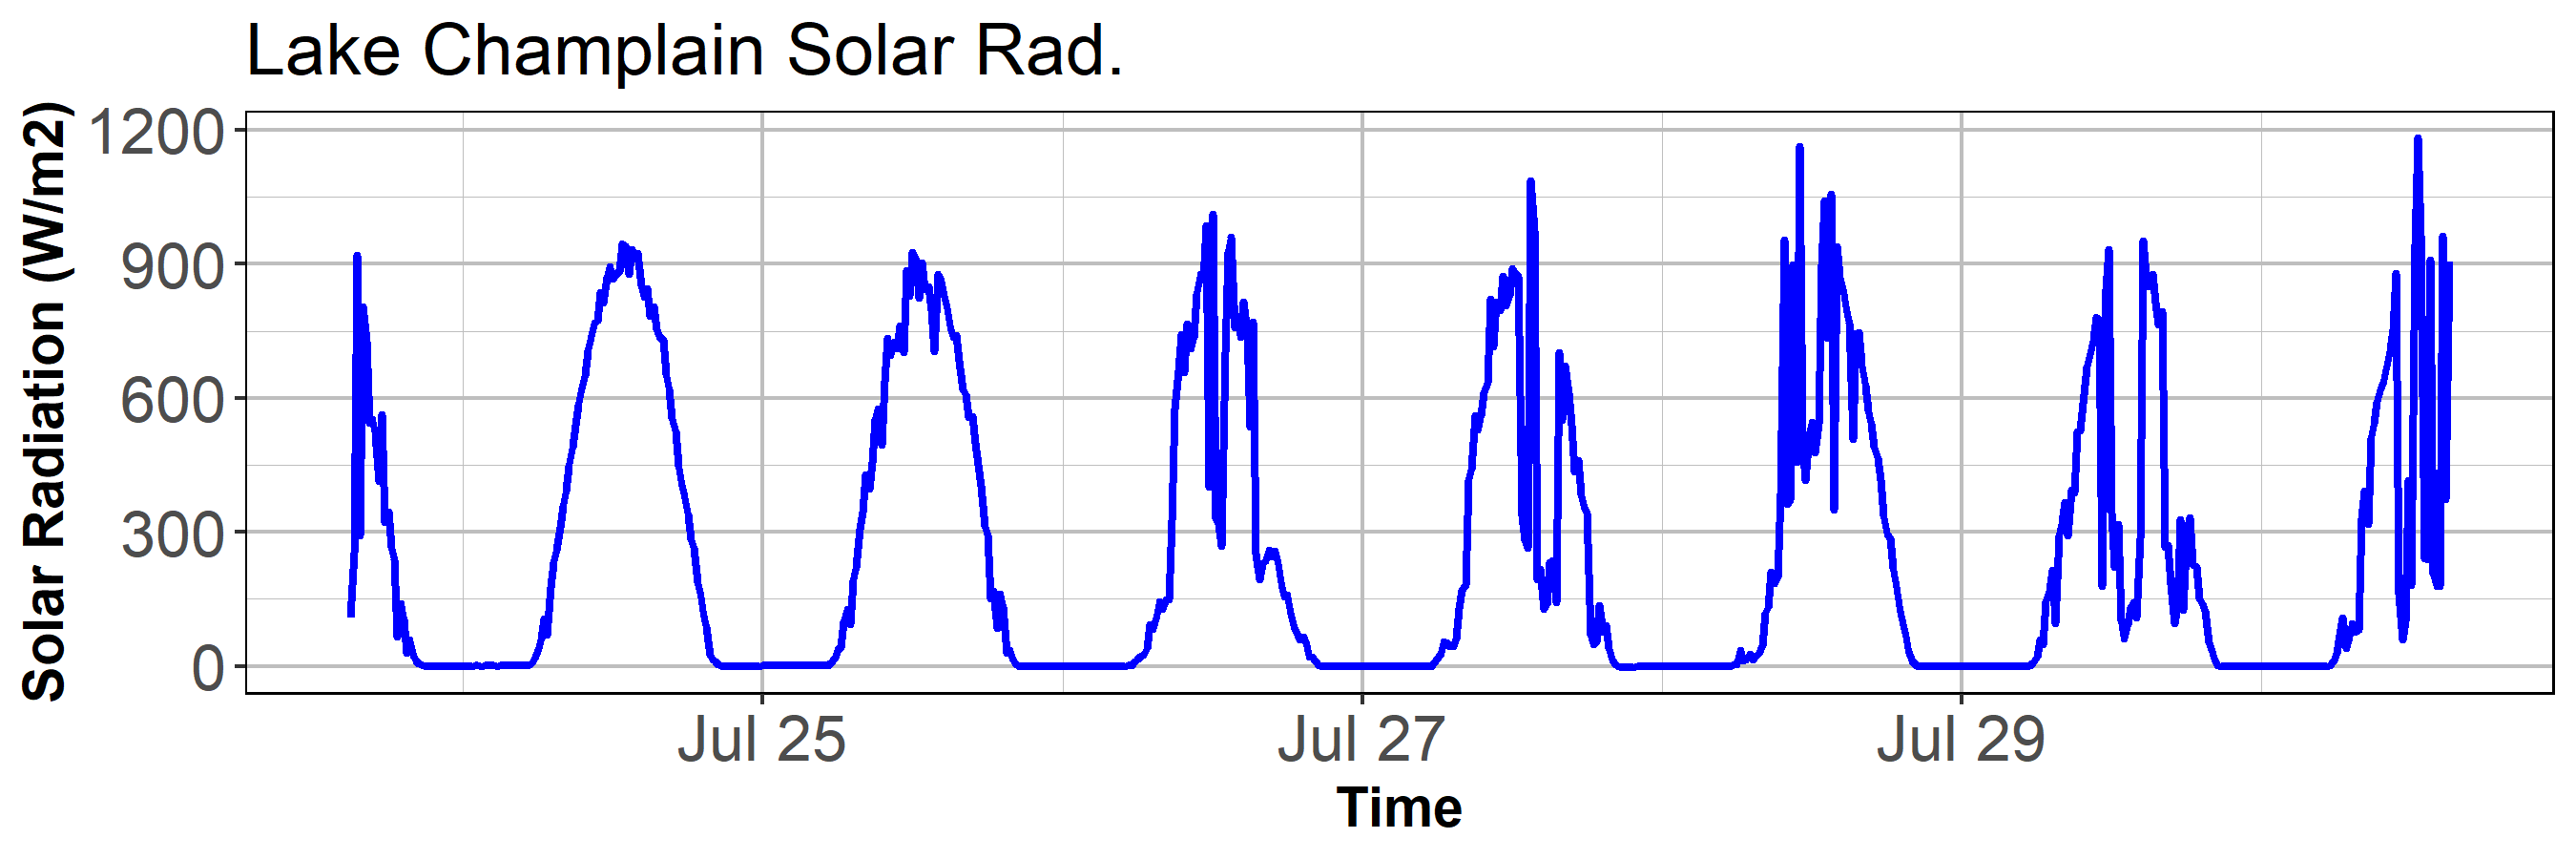 Lake Champlain Solar Rad.
Solar Radiation (W/m2)
1200
900
600
300
0
Jul 25
Jul 27
Jul 29
Time